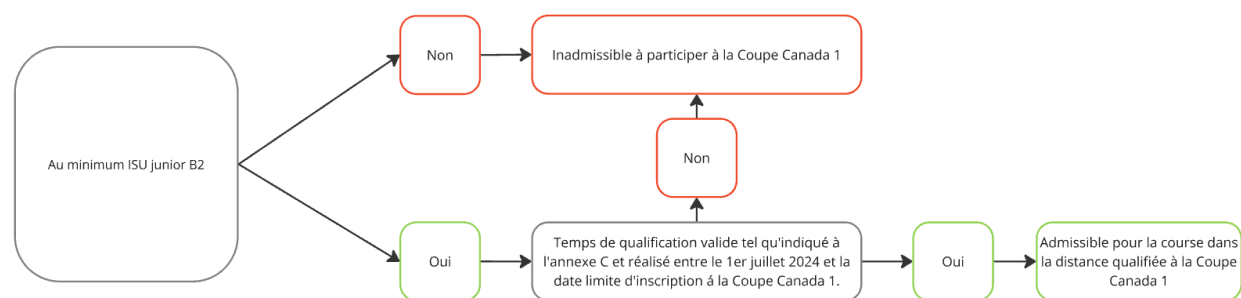 Au minimum ISU junior B2
Non
Inadmissible à participer à la Coupe Canada 1
Non
Oui
Temps de qualification valide tel qu'indiqué à
l'annexe C et réalisé entre le 1er juillet 2024 et la
date limite d'inscription á la Coupe Canada 1.
Oui
Admissible pour la course dans
la distance qualifiée à la Coupe
Canada 1